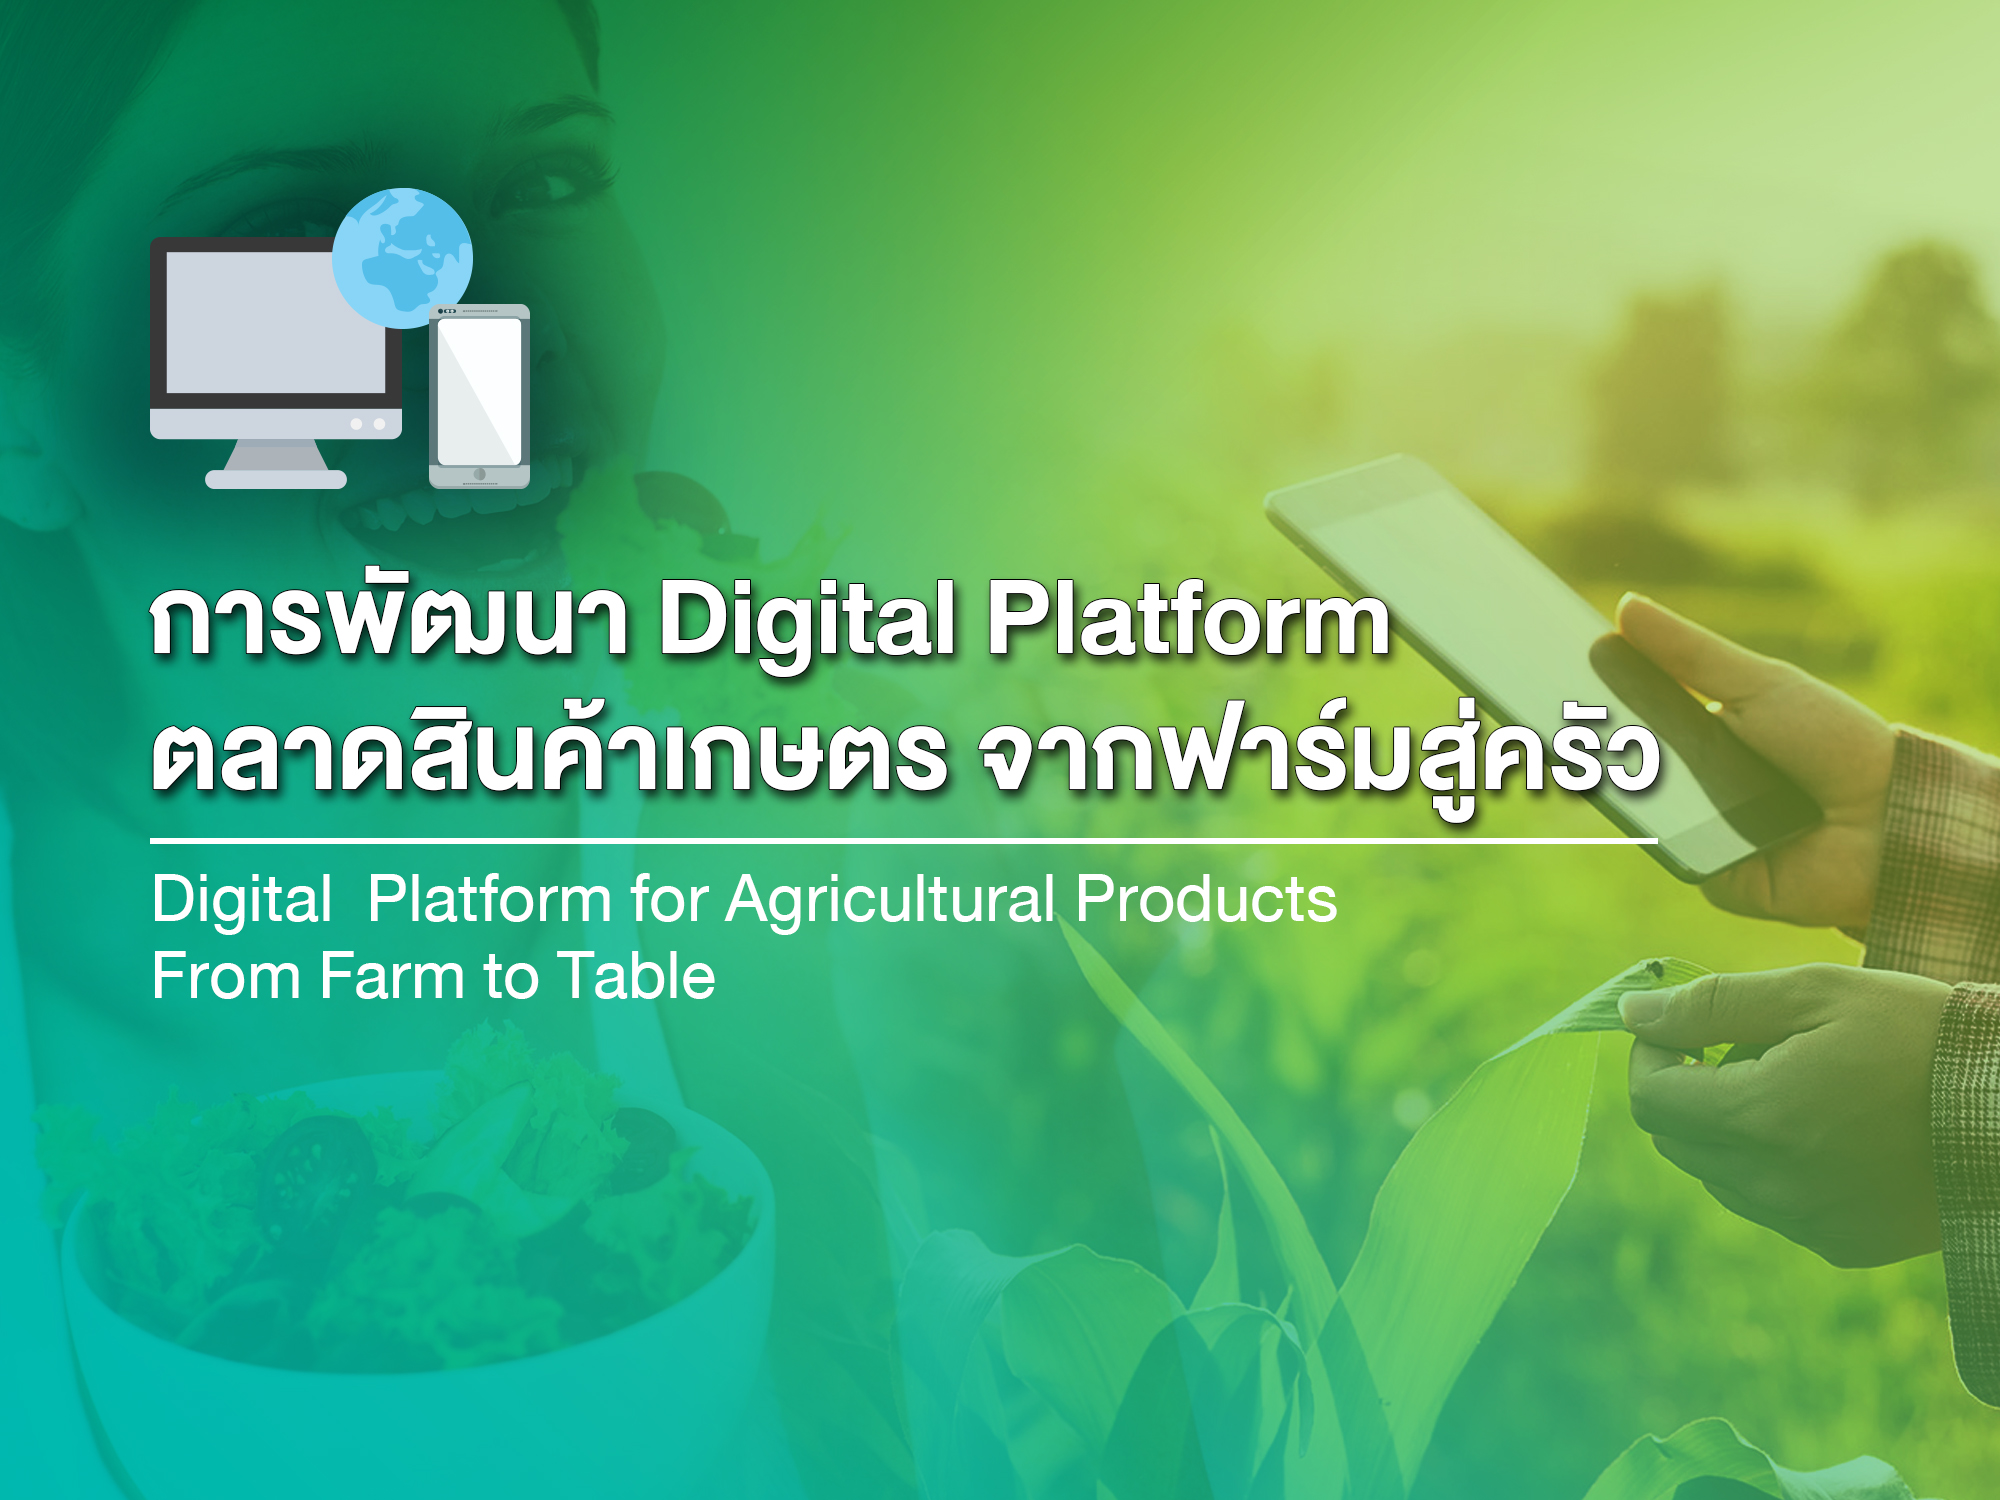 การพัฒนา Digital Platform
ตลาดสินค้าเกษตร จากฟาร์มสู่ครัว
Digital Platform for Agricultural Products
From Farm to Table